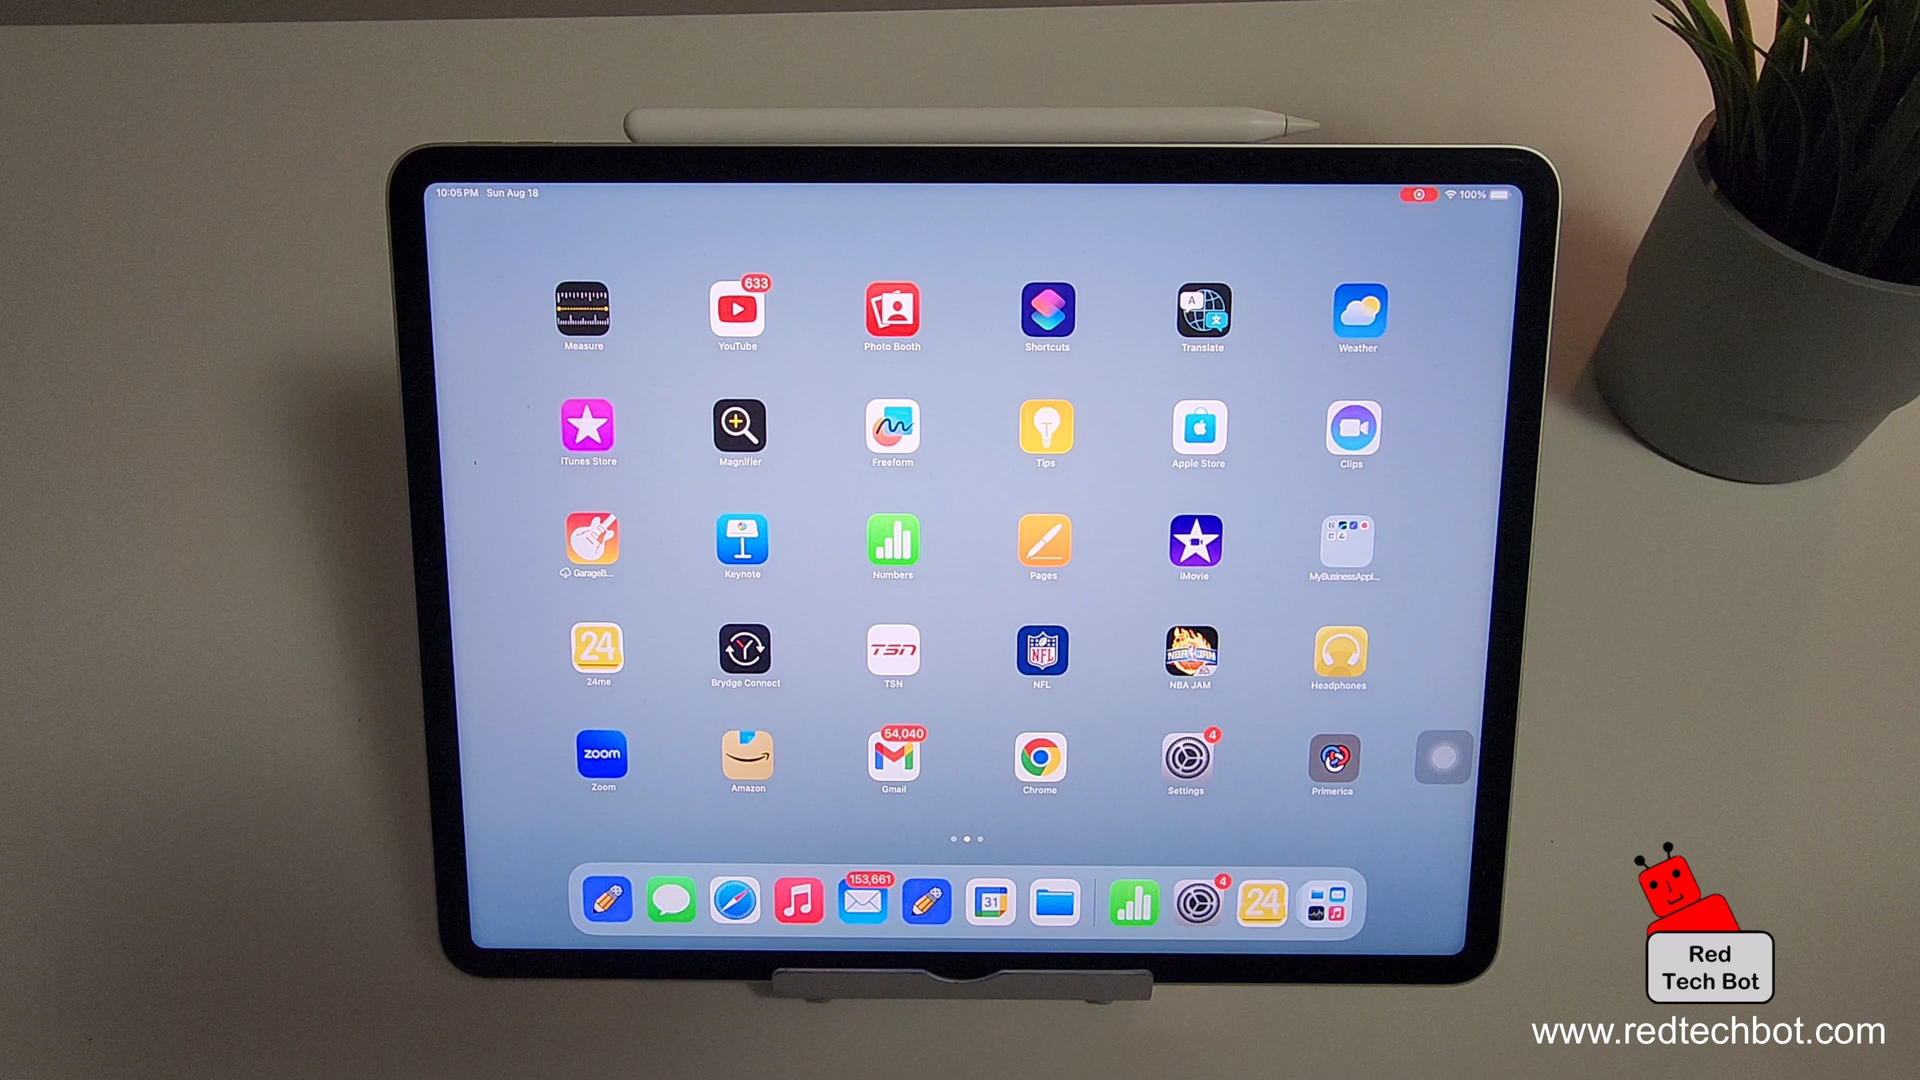 10:05 PM Sun Aug 18
100%
633
Measure
YouTube
Photo Booth
Shortcuts
Translate
Weather
iTunes Store
Magnifier
Freeform
Tips
Apple Store
Clips
GarageB...
Keynote
Numbers
Pages
iMovie
MyBusinessAppl...
24
TSN
NFL
NBA JAM
24me
Brydge Connect
TSN
NFL
NBA JAM
Headphones
zoom
54,040
4
Zoom
Amazon
Gmail
Chrome
Settings
Primerica
153,661
31
4
24
Red
Tech Bot
www.redtechbot.com